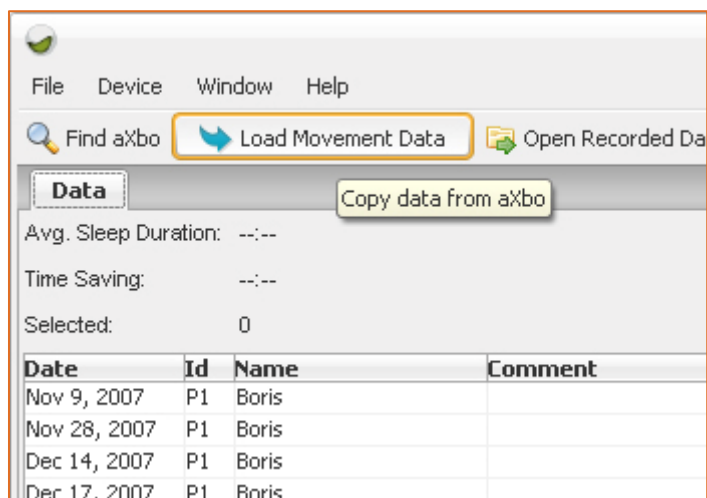 File Device Window Help
Find aXbo Load Movement Data Open Recorded Da
Data
Copy data from aXbo
Avg. Sleep Duration: --:--
Time Saving: --:--
Selected: 0
Date Id Name Comment
Nov 9, 2007 P1 Boris
Nov 28, 2007 P1 Boris
Dec 14, 2007 P1 Boris
Dec 17, 2007 P1 Boris